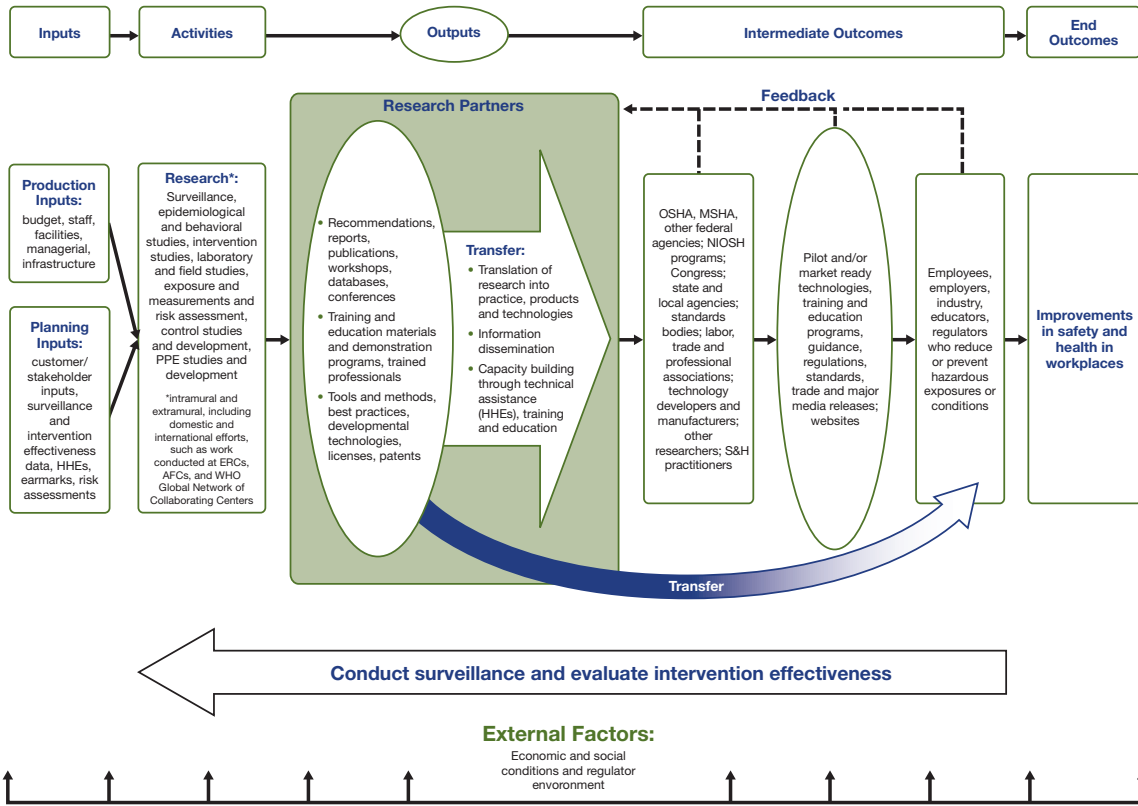 Inputs
Activities
Outputs
Intermediate Outcomes
End
Outcomes
Research Partners
Feedback
Production
Inputs:
budget, staff,
facilities,
managerial,
infrastructure
Planning
Inputs:
customer/
stakeholder
inputs,
surveillance
and
intervention
effectiveness
data, HHEs,
earmarks, risk
assessments
Research*:
Surveillance,
epidemiological
and behavioral
studies, intervention
studies, laboratory
and field studies,
exposure and
measurements and
risk assessment,
control studies
and development,
PPE studies and
development
*intramural and
extramural, including
domestic and
international efforts,
such as work
conducted at ERCs,
AFCs, and WHO
Global Network of
Collaborating Centers
• Recommendations,
reports,
publications,
workshops,
databases,
conferences
• Training and
education materials
and demonstration
programs, trained
professionals
• Tools and methods,
best practices,
developmental
technologies,
licenses, patents
Transfer:
• Translation of
research into
practice, products
and technologies
• Information
dissemination
• Capacity building
through technical
assistance
(HHEs), training
and education
OSHA, MSHA,
other federal
agencies; NIOSH
programs;
Congress;
state and
local agencies;
standards
bodies; labor,
trade and
professional
associations;
technology
developers and
manufacturers;
other
researchers; S&H
practitioners
Pilot and/or
market ready
technologies,
training and
education
programs,
guidance,
regulations,
standards,
trade and major
media releases;
websites
Employees,
employers,
industry,
educators,
regulators
who reduce
or prevent
hazardous
exposures or
conditions
Improvements
in safety and
health in
workplaces
Transfer
Conduct surveillance and evaluate intervention effectiveness
External Factors:
Economic and social
conditions and regulator
envoronment